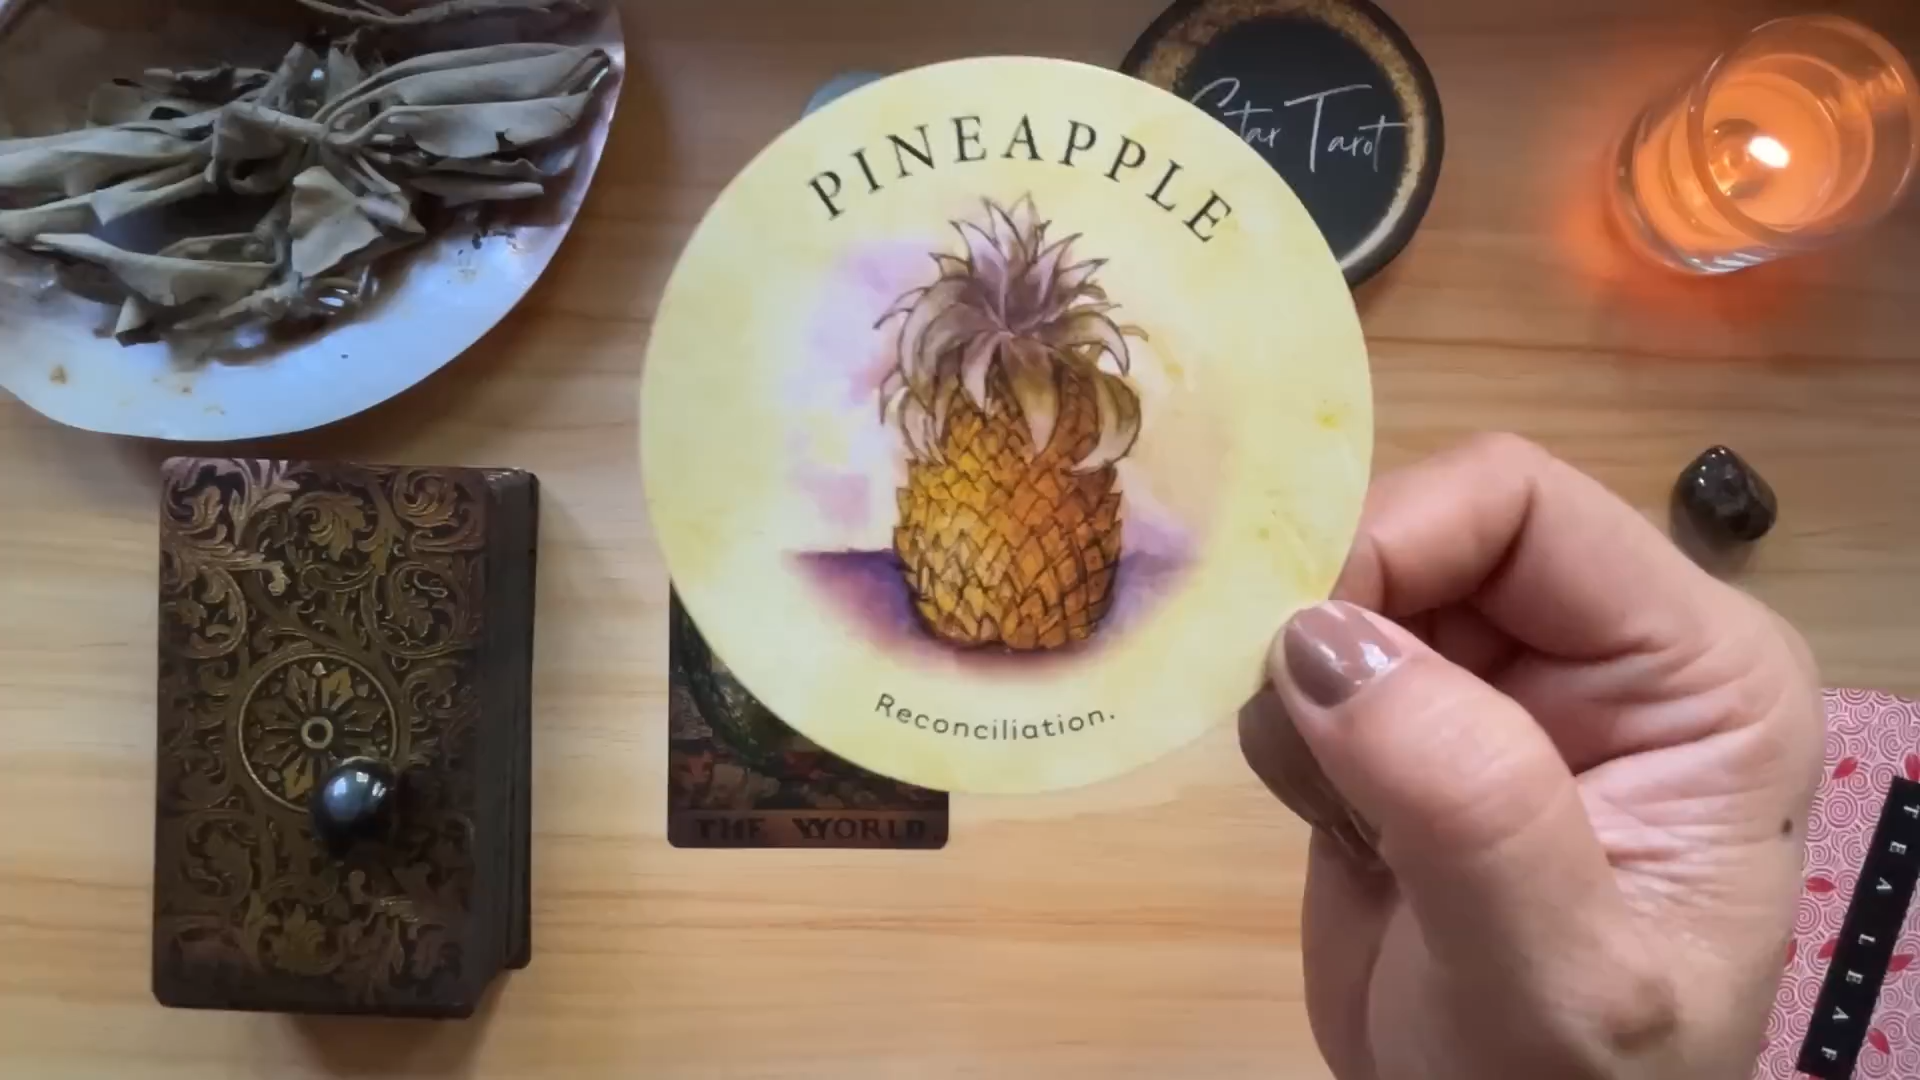 PINEAPPLE
Star Tarot
Reconciliation.
THE WORLD.
TEA LEAF